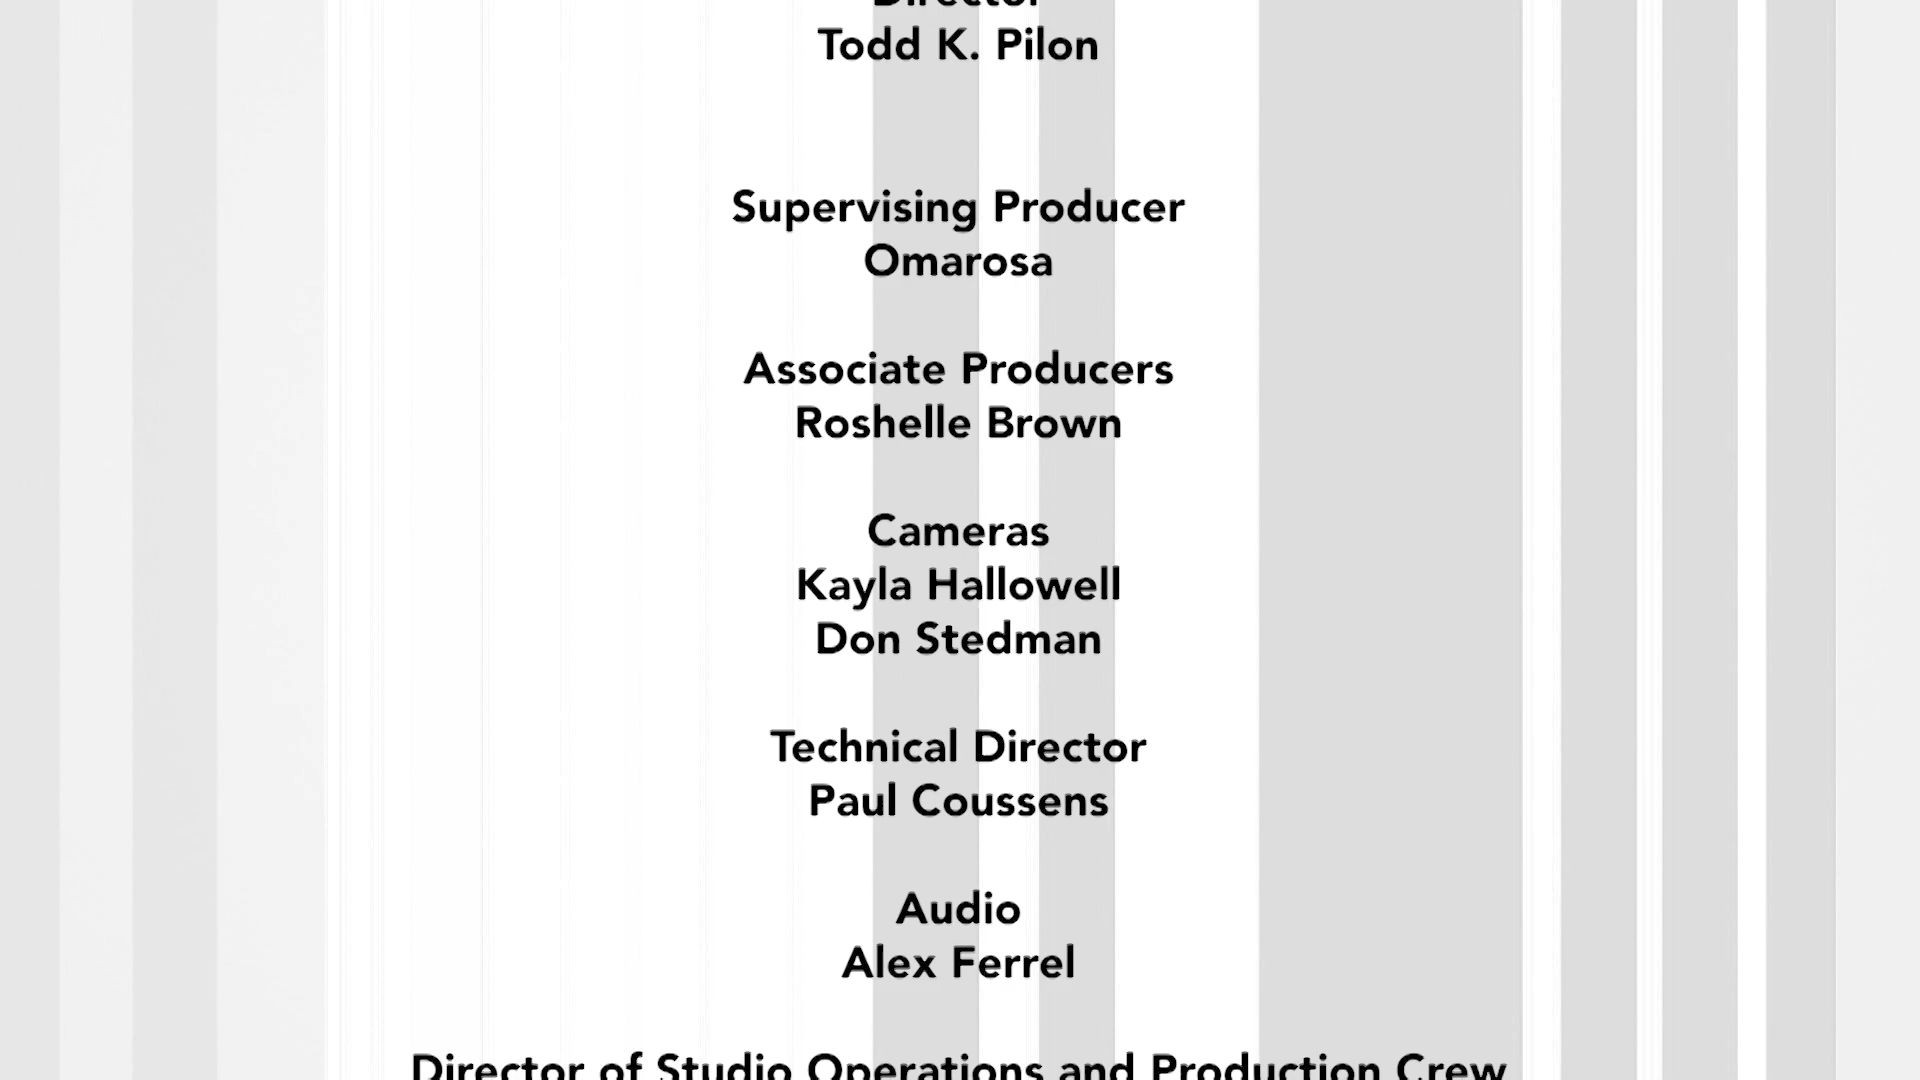 Director
Todd K. Pilon
Supervising Producer
Omarosa
Associate Producers
Roshelle Brown
Cameras
Kayla Hallowell
Don Stedman
Technical Director
Paul Coussens
Audio
Alex Ferrel
Director of Studio Operations and Production Crew